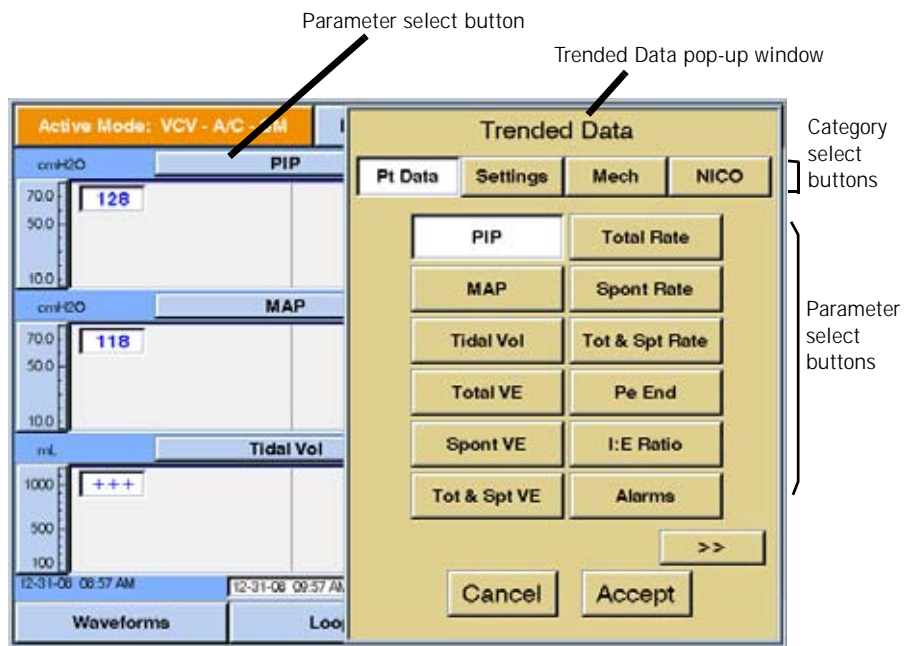 Parameter select button
Trended Data pop-up window
Active Mode: VCV - A/C -
cmH2O PIP
70.0
128
50.0
10.0
cmH2O MAP
70.0
118
50.0
10.0
mL Tidal Vol
1000
+++
500
100
12-31-08 08:57 AM 12-31-08 09:57 AM
Waveforms
Trended Data
Pt Data Settings Mech NICO
PIP Total Rate
MAP Spont Rate
Tidal Vol Tot & Spt Rate
Total VE Pe End
Spont VE I:E Ratio
Tot & Spt VE Alarms
>>
Cancel Accept
Category
select
buttons
Parameter
select
buttons